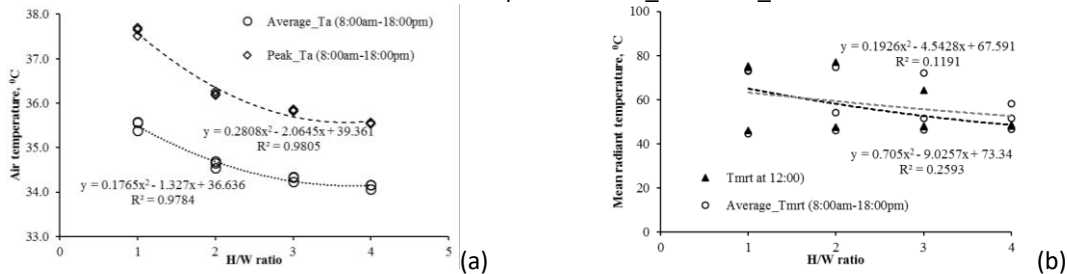 38.0
37.0
36.0
35.0
34.0
33.0
Air temperature, ⁰C
Average_Ta (8:00am-18:00pm)
Peak_Ta (8:00am-18:00pm)
y = 0.2808x² - 2.0645x + 39.361
R² = 0.9805
y = 0.1765x² - 1.327x + 36.636
R² = 0.9784
0 1 2 3 4 5
H/W ratio
(a)
100
80
60
40
20
0
Mean radiant temperature, ⁰C
y = 0.1926x² - 4.5428x + 67.591
R² = 0.1191
y = 0.705x² - 9.0257x + 73.34
R² = 0.2593
Tmrt at 12:00)
Average_Tmrt (8:00am-18:00pm)
0 1 2 3 4
H/W ratio
(b)